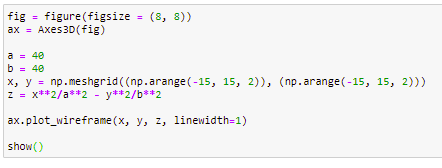 fig = figure(figsize = (8, 8))
ax = Axes3D(fig)
a = 40
b = 40
x, y = np.meshgrid((np.arange(-15, 15, 2)), (np.arange(-15, 15, 2)))
z = x**2/a**2 - y**2/b**2
ax.plot_wireframe(x, y, z, linewidth=1)
show()